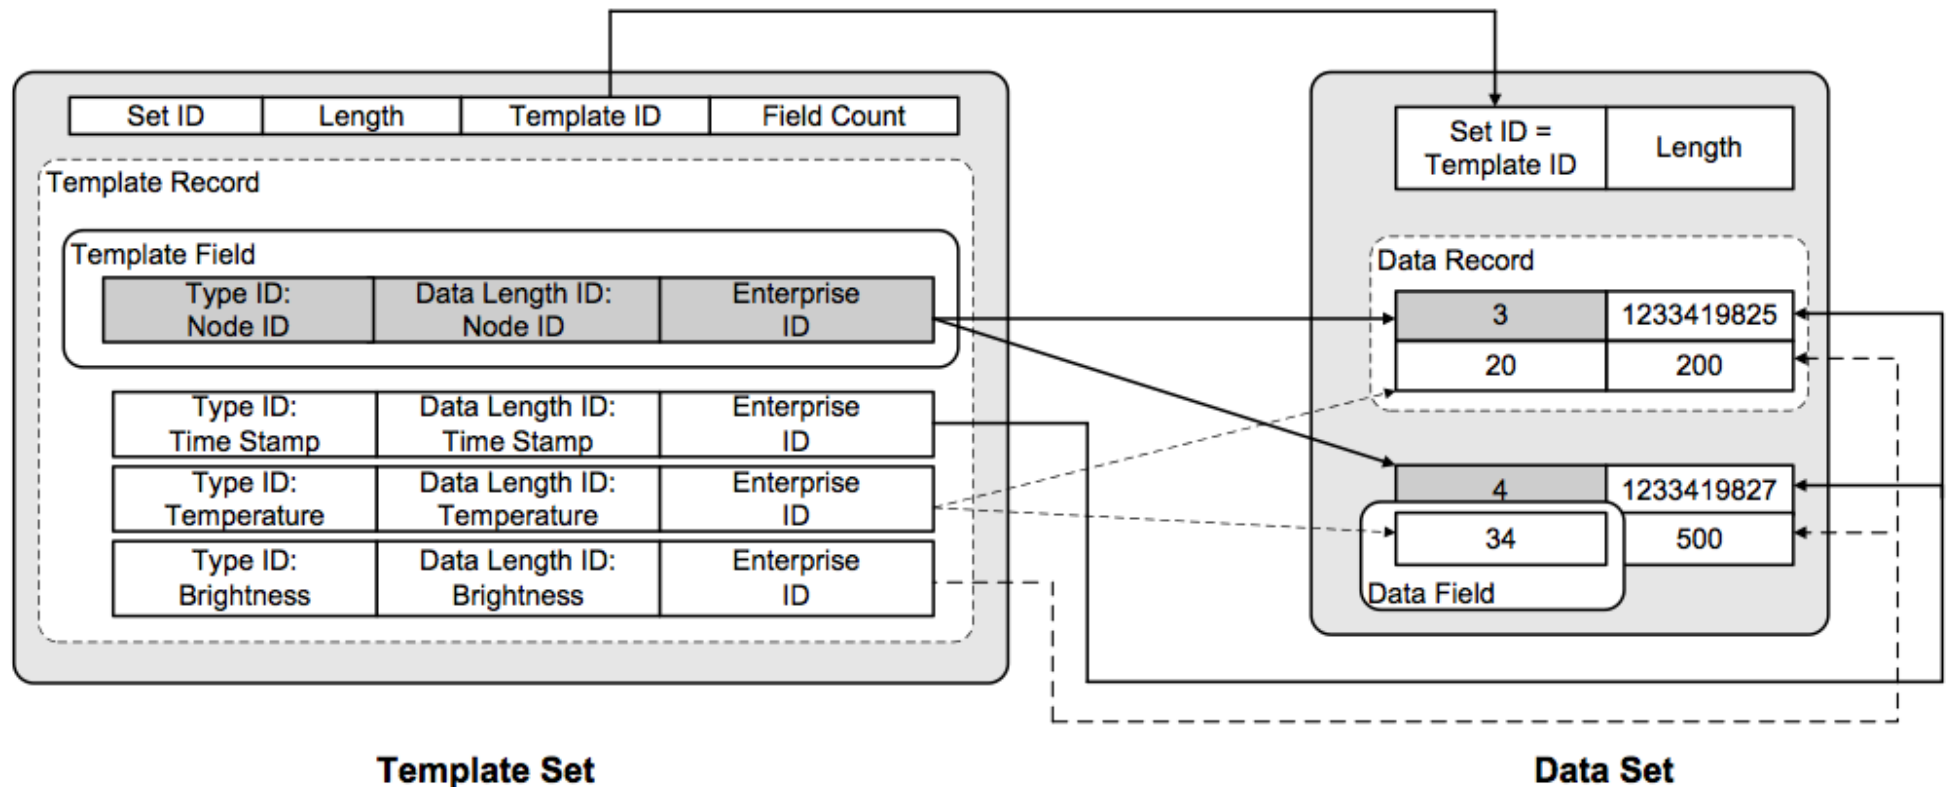 Set ID Length Template ID Field Count
Template Record
Template Field
Type ID: Data Length ID: Enterprise
Node ID Node ID ID
Type ID: Data Length ID: Enterprise
Time Stamp Time Stamp ID
Type ID: Data Length ID: Enterprise
Temperature Temperature ID
Type ID: Data Length ID: Enterprise
Brightness Brightness ID
Template Set
Set ID =
Template ID
Length
Data Record
3 1233419825
20 200
4 1233419827
34 500
Data Field
Data Set